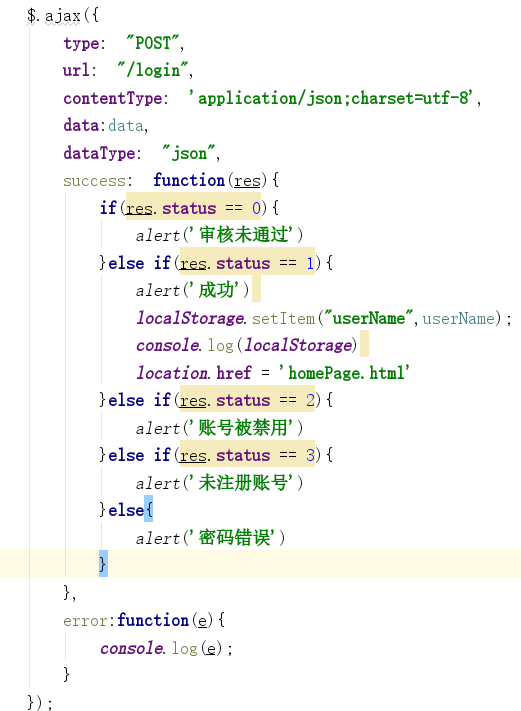 $.ajax({
    type: "POST",
    url: "/login",
    contentType: 'application/json;charset=utf-8',
    data:data,
    dataType: "json",
    success: function(res){
        if(res.status == 0){
            alert('审核未通过')
        }else if(res.status == 1){
            alert('成功')
            localStorage.setItem("userName",userName);
            console.log(localStorage)
            location.href = 'homePage.html'
        }else if(res.status == 2){
            alert('账号被禁用')
        }else if(res.status == 3){
            alert('未注册账号')
        }else{
            alert('密码错误')
        }
    },
    error:function(e){
        console.log(e);
    }
});